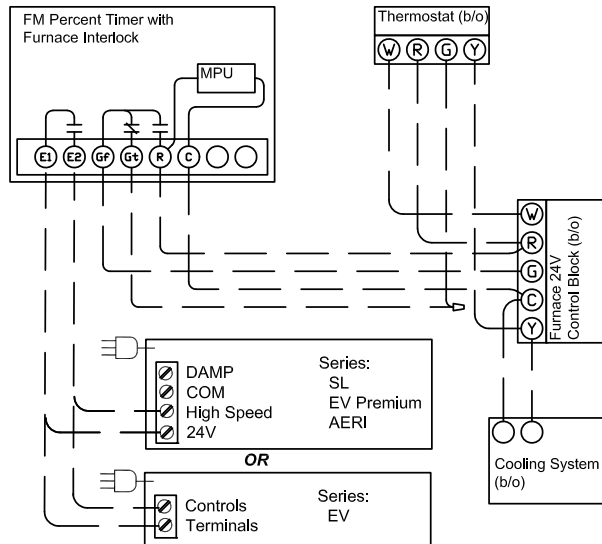 FM Percent Timer with
Furnace Interlock
MPU
E1 E2 Gf Gt R C
Thermostat (b/o)
W R G Y
W
R
G
C
Y
Furnace 24V
Control Block (b/o)
DAMP
COM
High Speed
24V
Series:
SL
EV Premium
AERI
OR
Controls
Terminals
Series:
EV
Cooling System
(b/o)